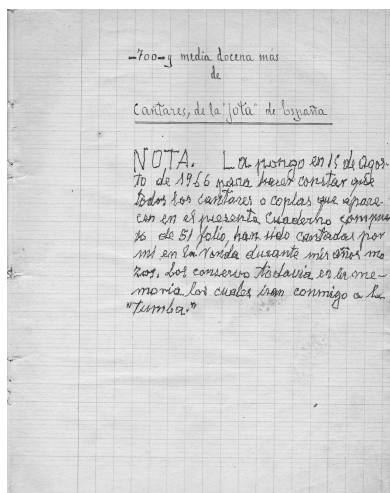 -700- y media docena más
de
Cantares, de la "Jota" de España
NOTA. La pongo en 15 de Agos-
to de 1966 para hacer constar que
todos los cantares o coplas que apare-
cen en el presente cuaderno compues
to de 51 folio, han sido cantadas por
mi en la ronda durante mis años mo
zos. Los conservo todavia en la me-
moria los cuales iran conmigo a la
"Tumba."